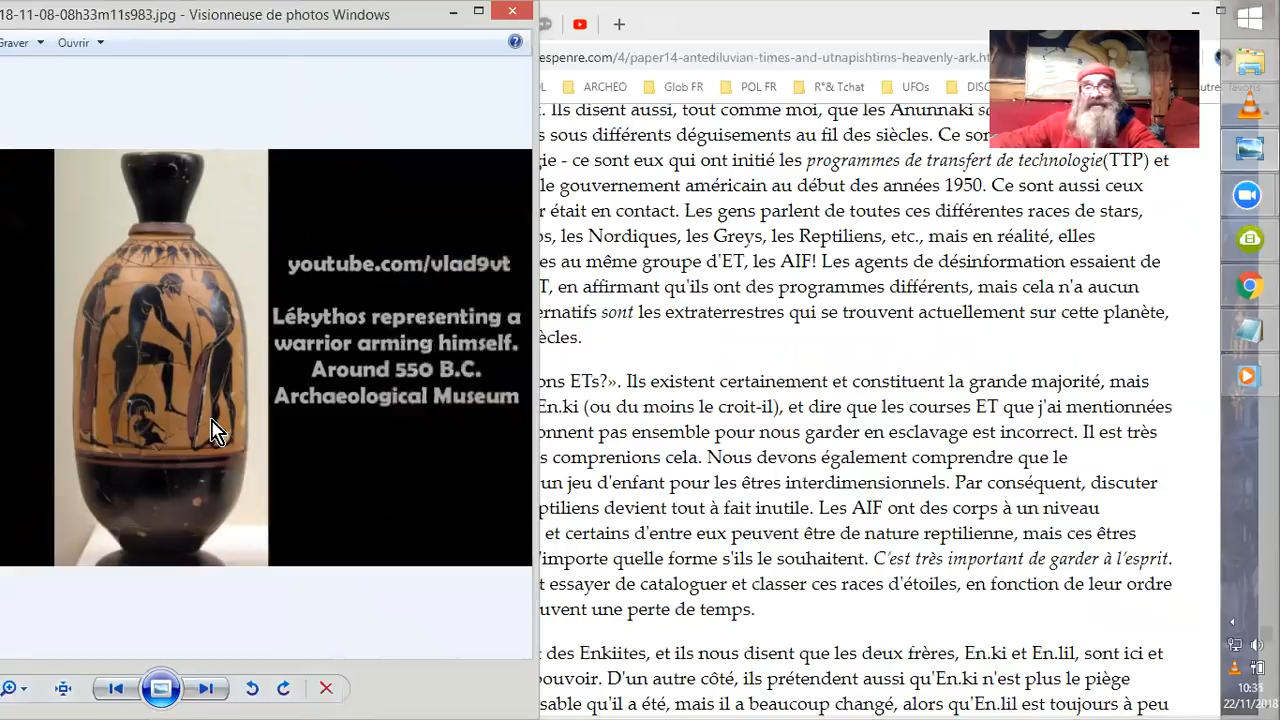 18-11-08-08h33m11s983.jpg - Visionneuse de photos Windows
Graver
Ouvrir
youtube.com/vlad9vt
Lékythos representing a
warrior arming himself.
Around 550 B.C.
Archaeological Museum
espenre.com/4/paper14-antediluvian-times-and-utnapishtims-heavenly-ark.h
ARCHEO
Glob FR
POL FR
R*& Tchat
UFOs
Autre
favoris
. Ils disent aussi, tout comme moi, que les Anunnaki
s sous différents déguisements au fil des siècles. Ce
gie - ce sont eux qui ont initié les programmes de transfert de technologie(TTP) et
le gouvernement américain au début des années 1950. Ce sont aussi ceux
r était en contact. Les gens parlent de toutes ces différentes races de stars,
os, les Nordiques, les Greys, les Reptiliens, etc., mais en réalité, elles
es au même groupe d'ET, les AIF! Les agents de désinformation essaient de
T, en affirmant qu'ils ont des programmes différents, mais cela n'a aucun
ernatifs sont les extraterrestres qui se trouvent actuellement sur cette planète,
ècles.
ons ETs?». Ils existent certainement et constituent la grande majorité, mais
En.ki (ou du moins le croit-il), et dire que les courses ET que j'ai mentionnées
onnent pas ensemble pour nous garder en esclavage est incorrect. Il est très
s comprenions cela. Nous devons également comprendre que le
un jeu d'enfant pour les êtres interdimensionnels. Par conséquent, discuter
ptiliens devient tout à fait inutile. Les AIF ont des corps à un niveau
et certains d'entre eux peuvent être de nature reptilienne, mais ces êtres
'importe quelle forme s'ils le souhaitent. C'est très important de garder à l'esprit.
t essayer de cataloguer et classer ces races d'étoiles, en fonction de leur ordre
uvent une perte de temps.
des Enkiites, et ils nous disent que les deux frères, En.ki et En.lil, sont ici et
ouvoir. D'un autre côté, ils prétendent aussi qu'En.ki n'est plus le piège
sable qu'il a été, mais il a beaucoup changé, alors qu'En.lil est toujours à peu
10:35
22/11/2018